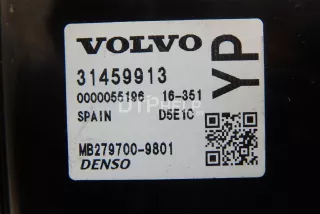 VOLVO
31459913
0000055196 16-351
SPAIN D5E1C
MB279700-9801
DENSO
YP